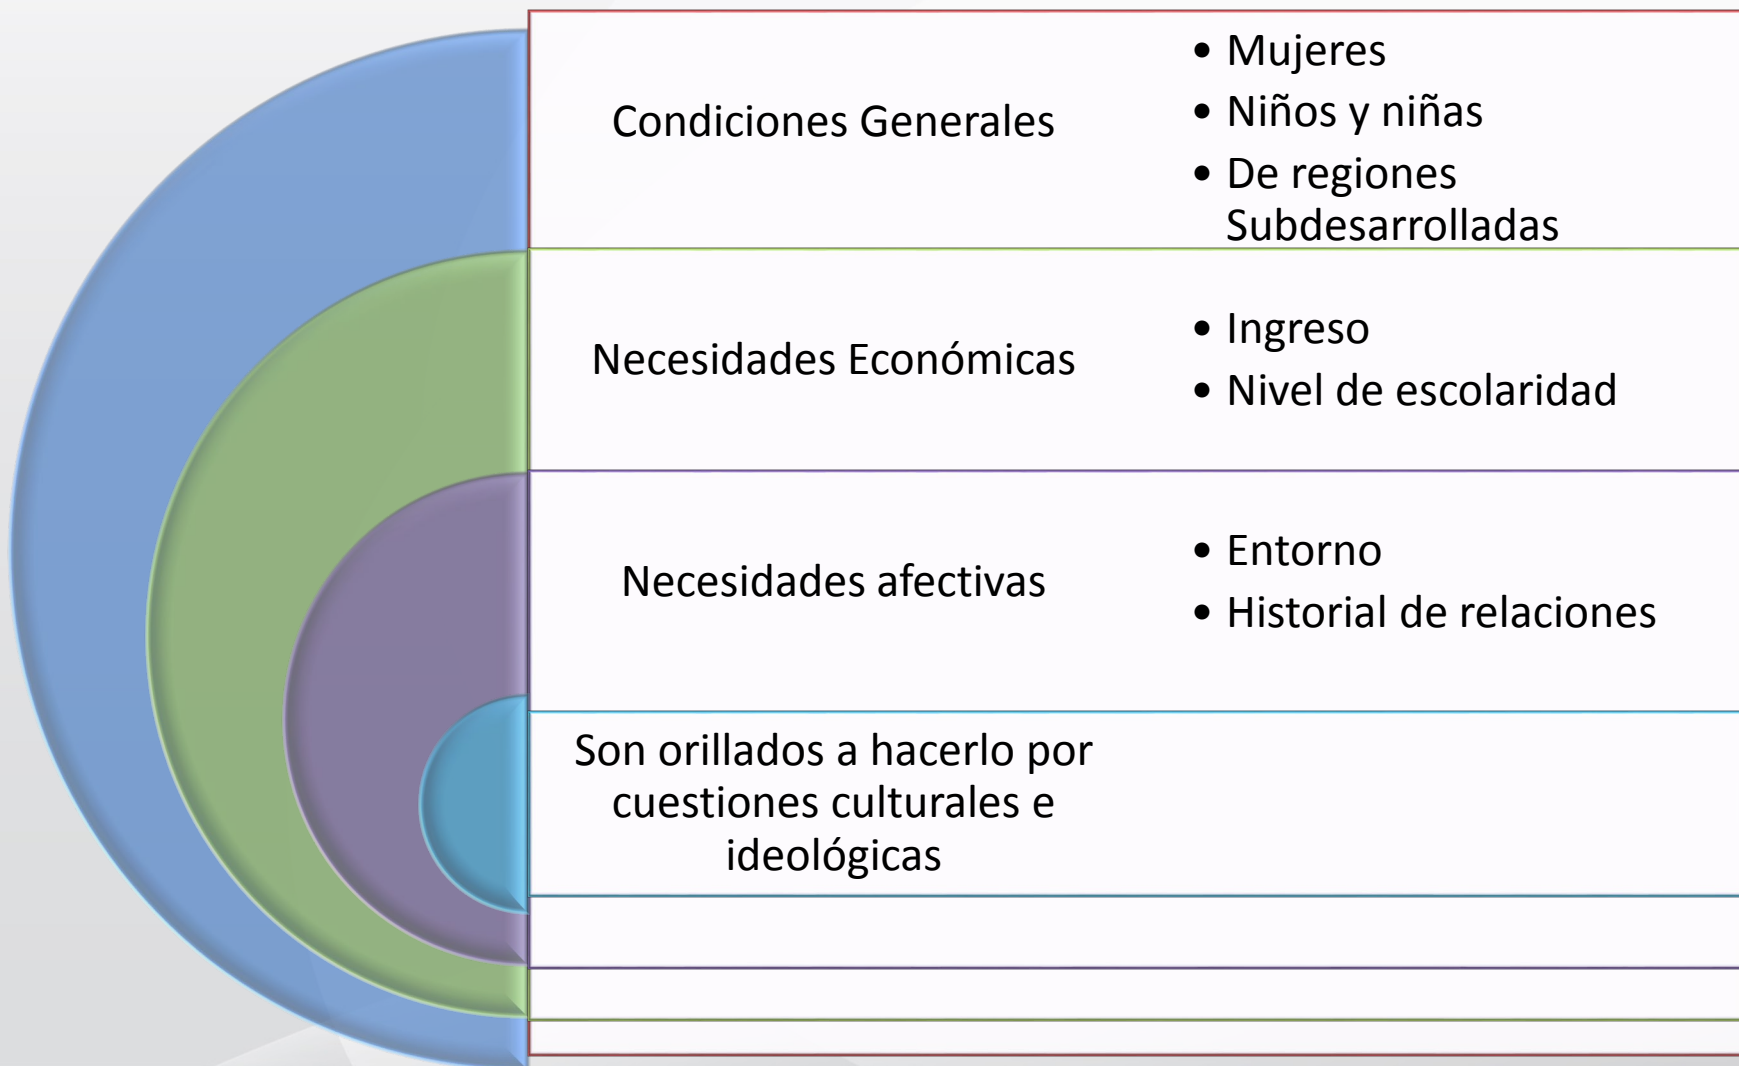 Condiciones Generales
• Mujeres
• Niños y niñas
• De regiones
Subdesarrolladas
Necesidades Económicas
• Ingreso
• Nivel de escolaridad
Necesidades afectivas
• Entorno
• Historial de relaciones
Son orillados a hacerlo por
cuestiones culturales e
ideológicas